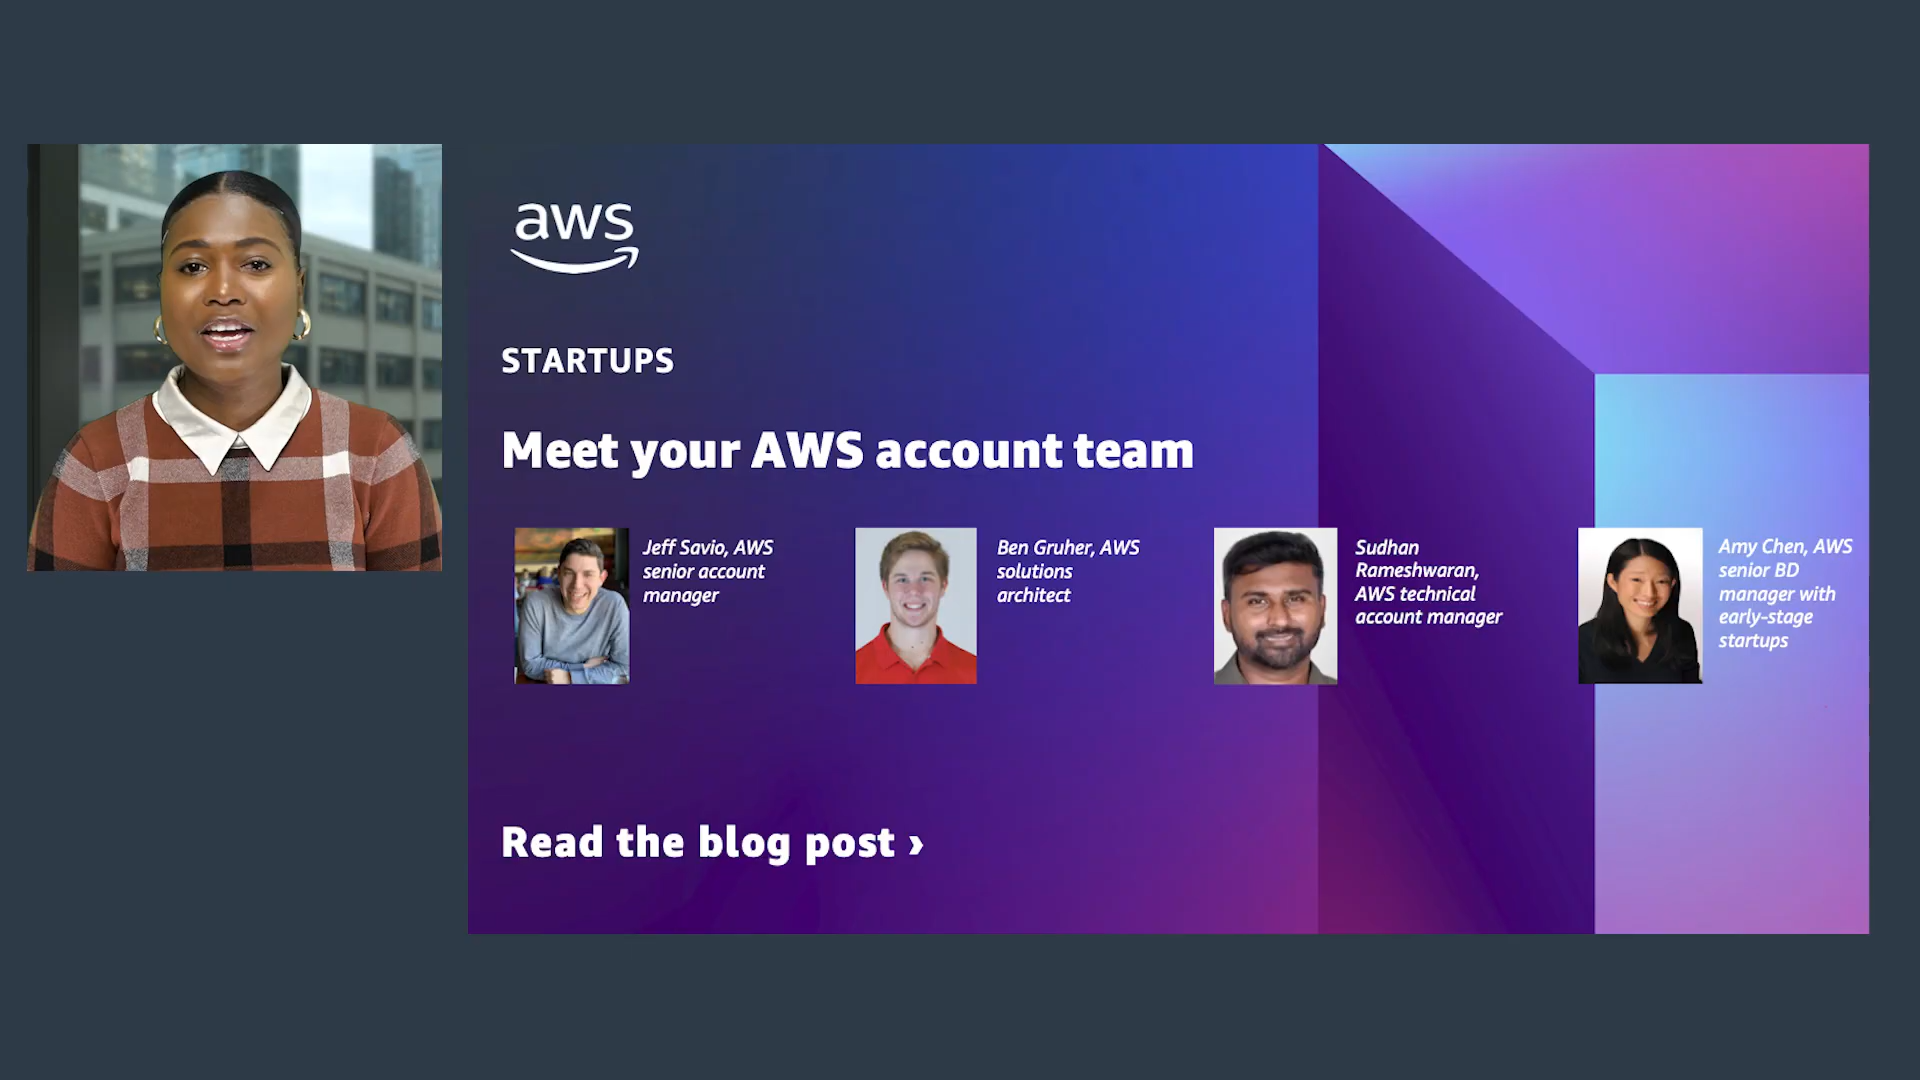 aws
STARTUPS
Meet your AWS account team
Jeff Savio, AWS
senior account
manager
Ben Gruher, AWS
solutions
architect
Sudhan
Rameshwaran,
AWS technical
account manager
Amy Chen, AWS
senior BD
manager with
early-stage
startups
Read the blog post ›